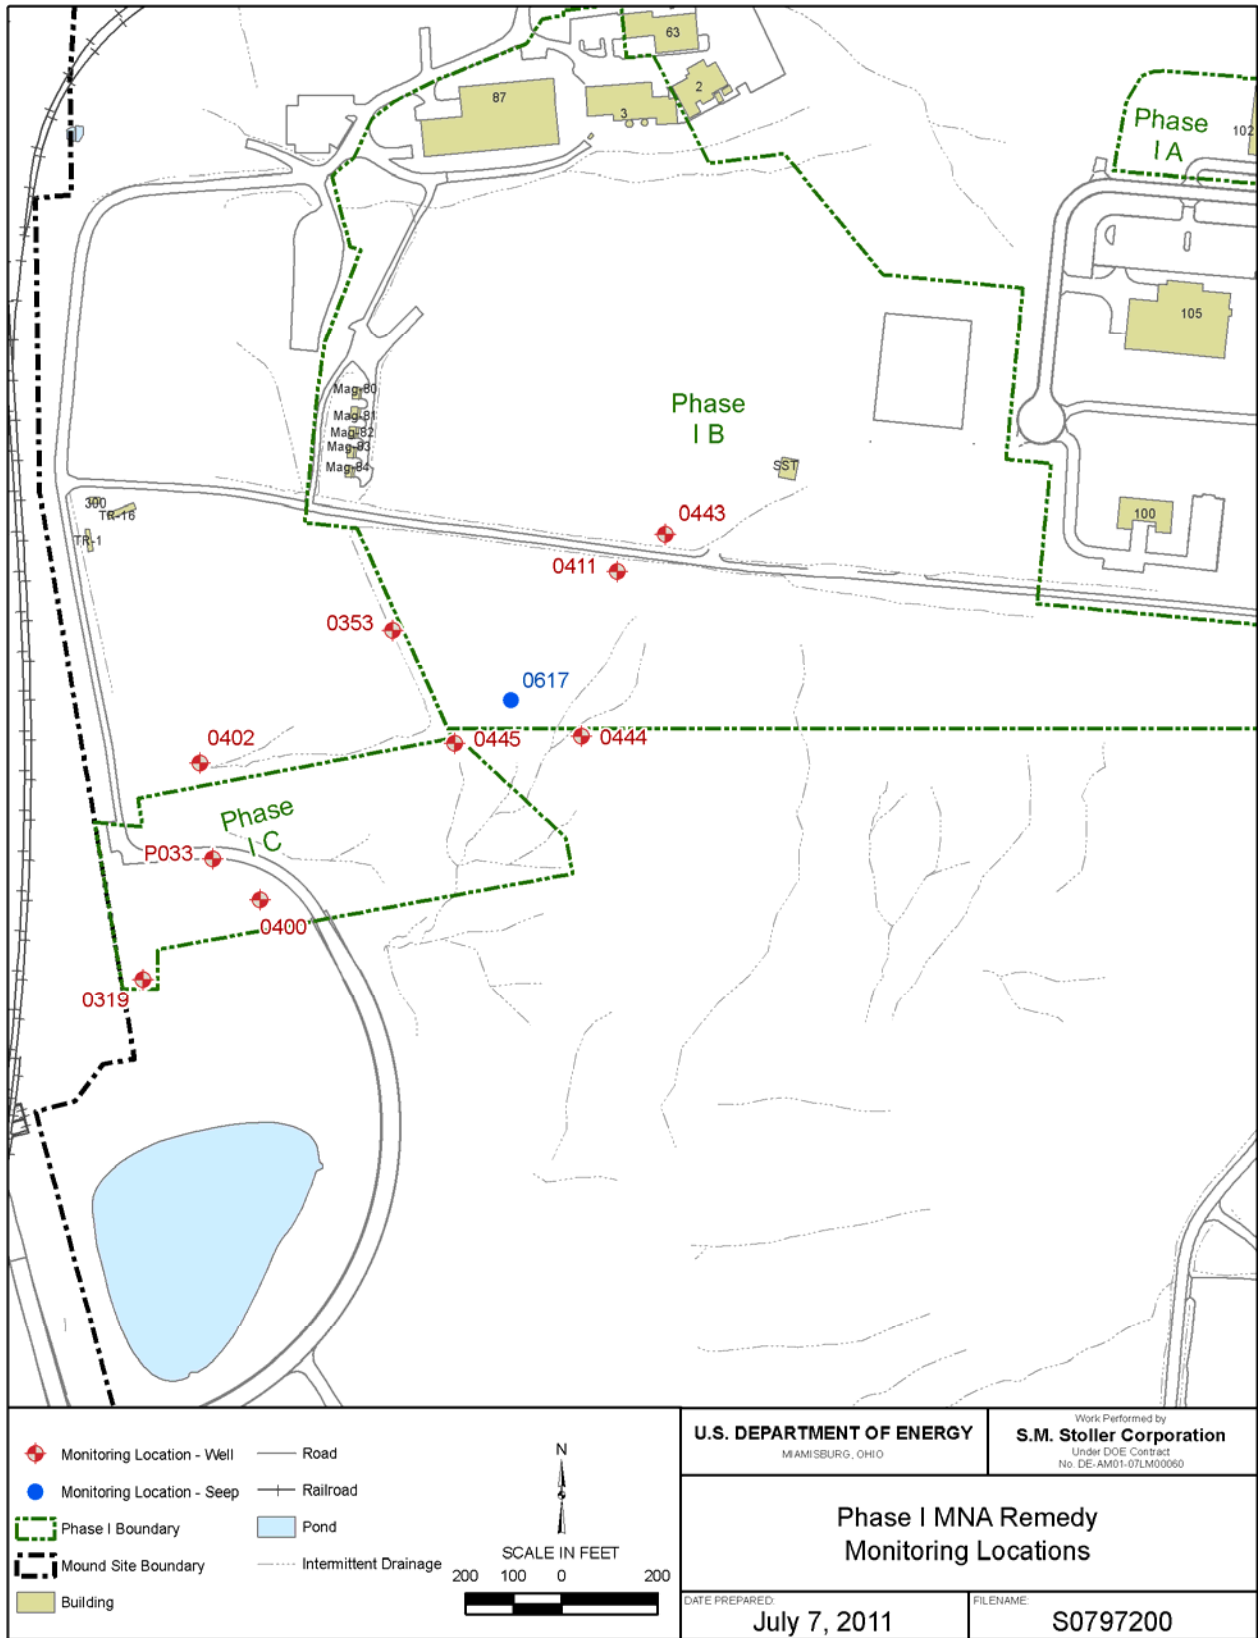 63
87
2
3
Phase
I A
102
105
Mag-80
Mag-81
Mag-82
Mag-83
Mag-84
Phase
I B
SST
300
TR-16
TR-1
100
0443
0411
0353
0617
0402
0445
0444
Phase
I C
P033
0400
0319
Monitoring Location - Well
Monitoring Location - Seep
Phase I Boundary
Mound Site Boundary
Building
Road
Railroad
Pond
Intermittent Drainage
N
SCALE IN FEET
200 100 0 200
U.S. DEPARTMENT OF ENERGY
MIAMISBURG, OHIO
Work Performed by
S.M. Stoller Corporation
Under DOE Contract
No. DE-AM01-07LM00060
Phase I MNA Remedy
Monitoring Locations
DATE PREPARED:
July 7, 2011
FILENAME:
S0797200